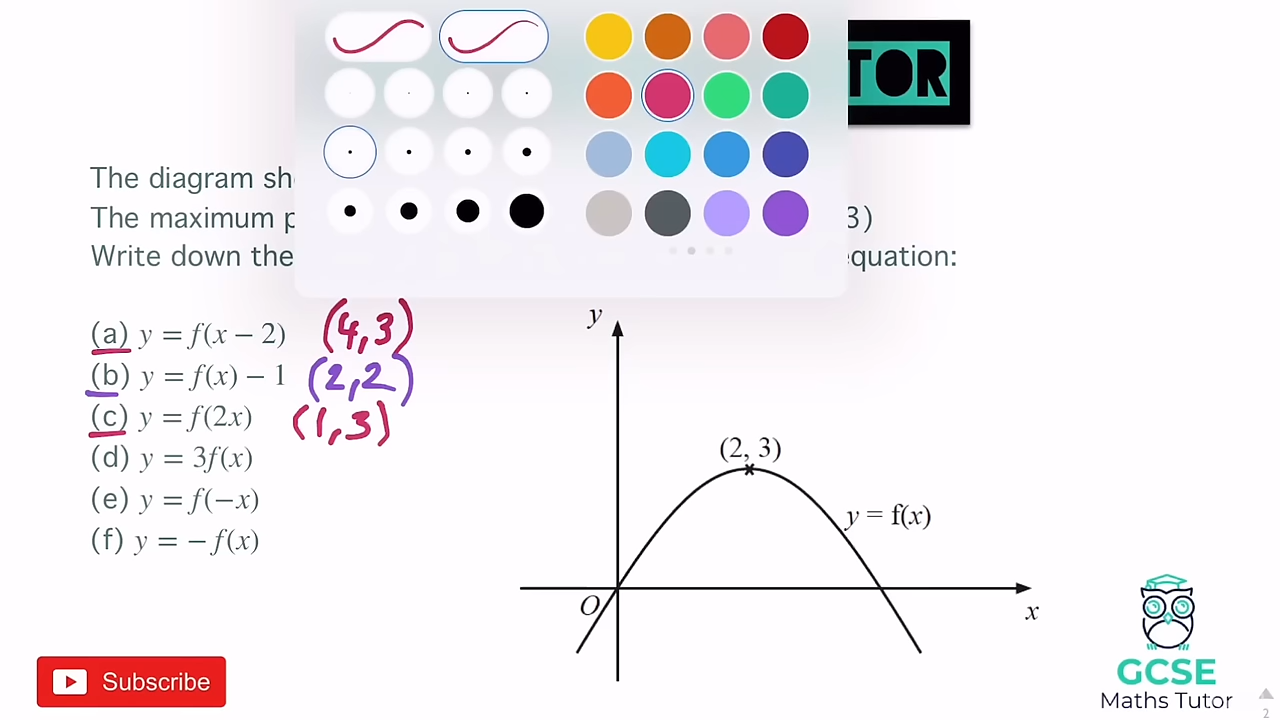 TOR
The diagram sh
The maximum p 3)
Write down the equation:
(a) y = f(x − 2) (4,3)
(b) y = f(x) − 1 (2,2)
(c) y = f(2x) (1,3)
(d) y = 3f(x)
(e) y = f(−x)
(f) y = − f(x)
y
(2, 3)
y = f(x)
O
x
Subscribe
GCSE
Maths Tutor
2